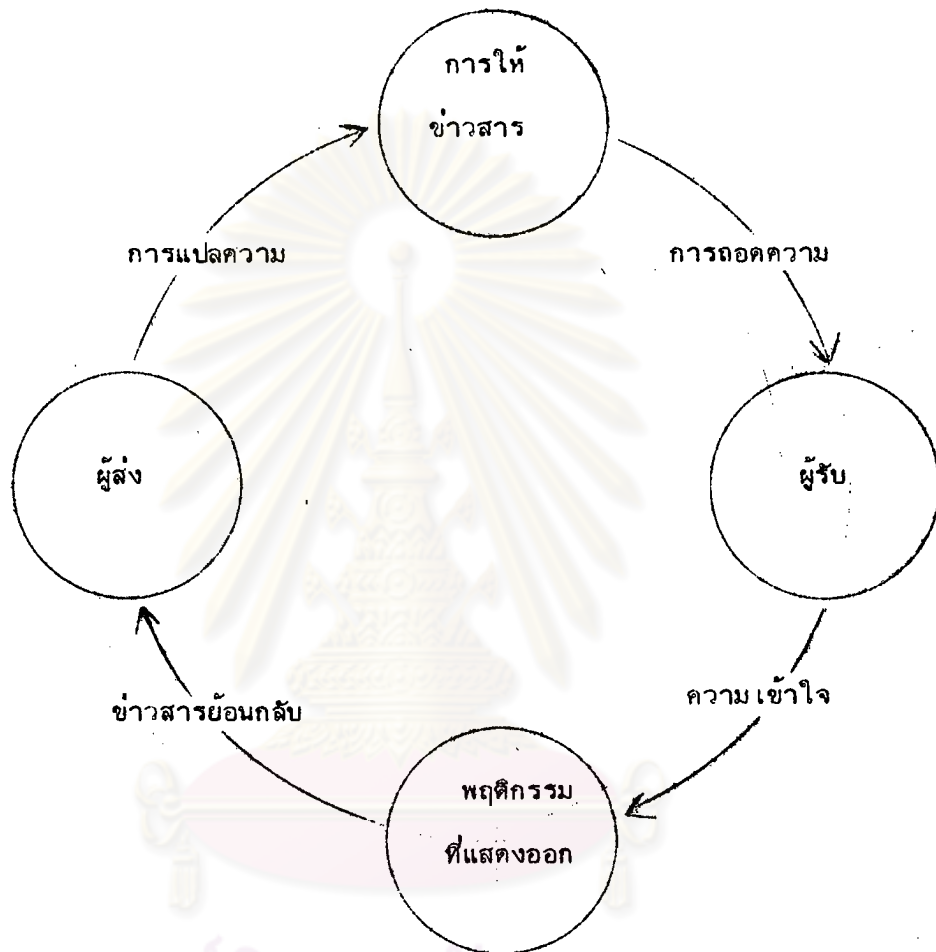 การให้
ข่าวสาร
การแปลความ
การถอดความ
ผู้ส่ง
ผู้รับ
ข่าวสารย้อนกลับ
ความเข้าใจ
พฤติกรรม
ที่แสดงออก